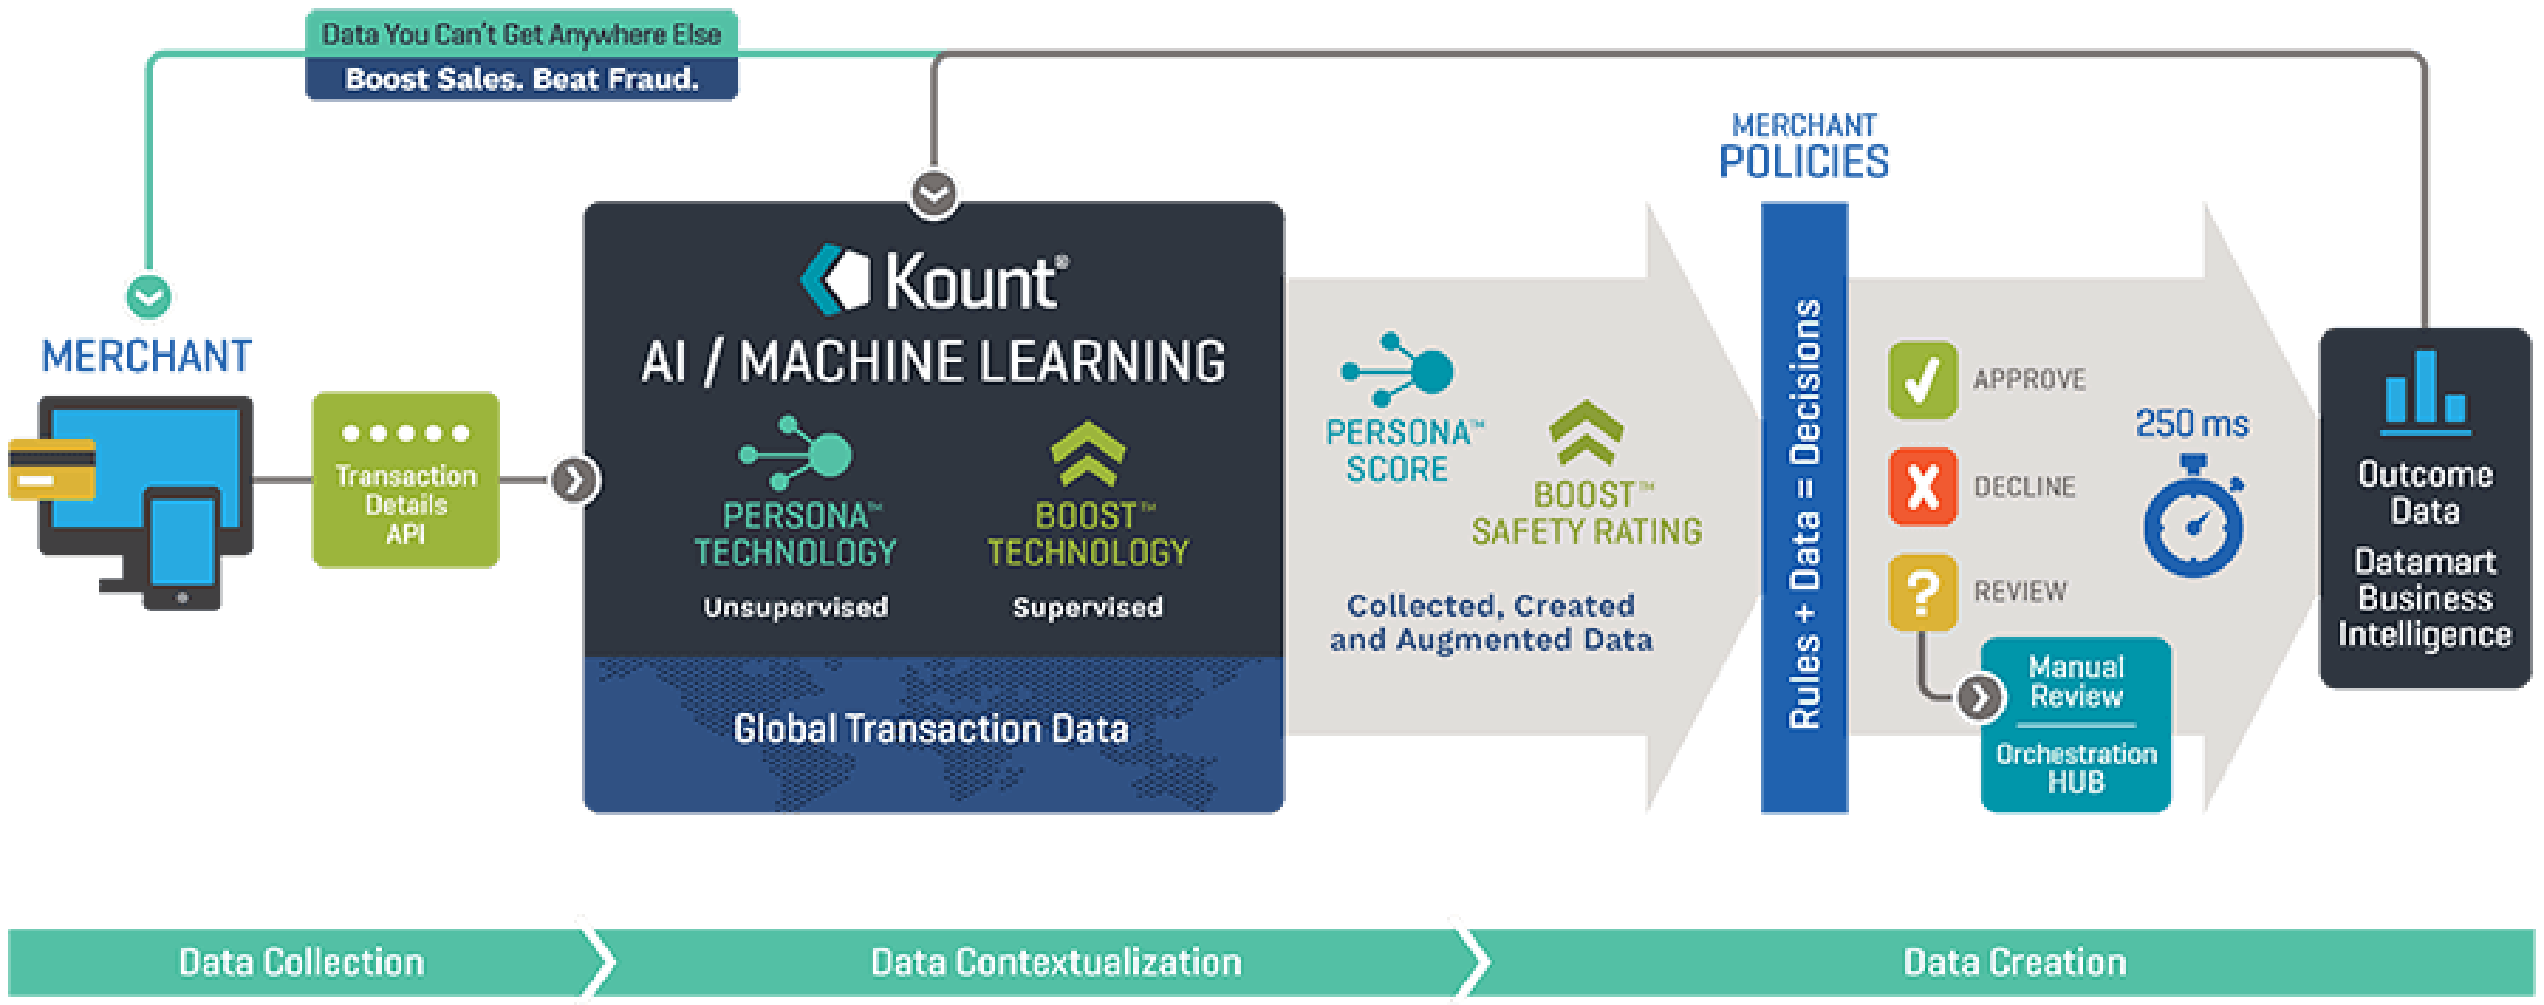 Data You Can't Get Anywhere Else
Boost Sales. Beat Fraud.
MERCHANT
Transaction
Details
API
Kount®
AI / MACHINE LEARNING
PERSONA™
TECHNOLOGY
Unsupervised
BOOST™
TECHNOLOGY
Supervised
Global Transaction Data
PERSONA™
SCORE
BOOST™
SAFETY RATING
Collected, Created
and Augmented Data
MERCHANT
POLICIES
Rules + Data = Decisions
APPROVE
DECLINE
REVIEW
250 ms
Manual
Review
Orchestration
HUB
Outcome
Data
Datamart
Business
Intelligence
Data Collection
Data Contextualization
Data Creation